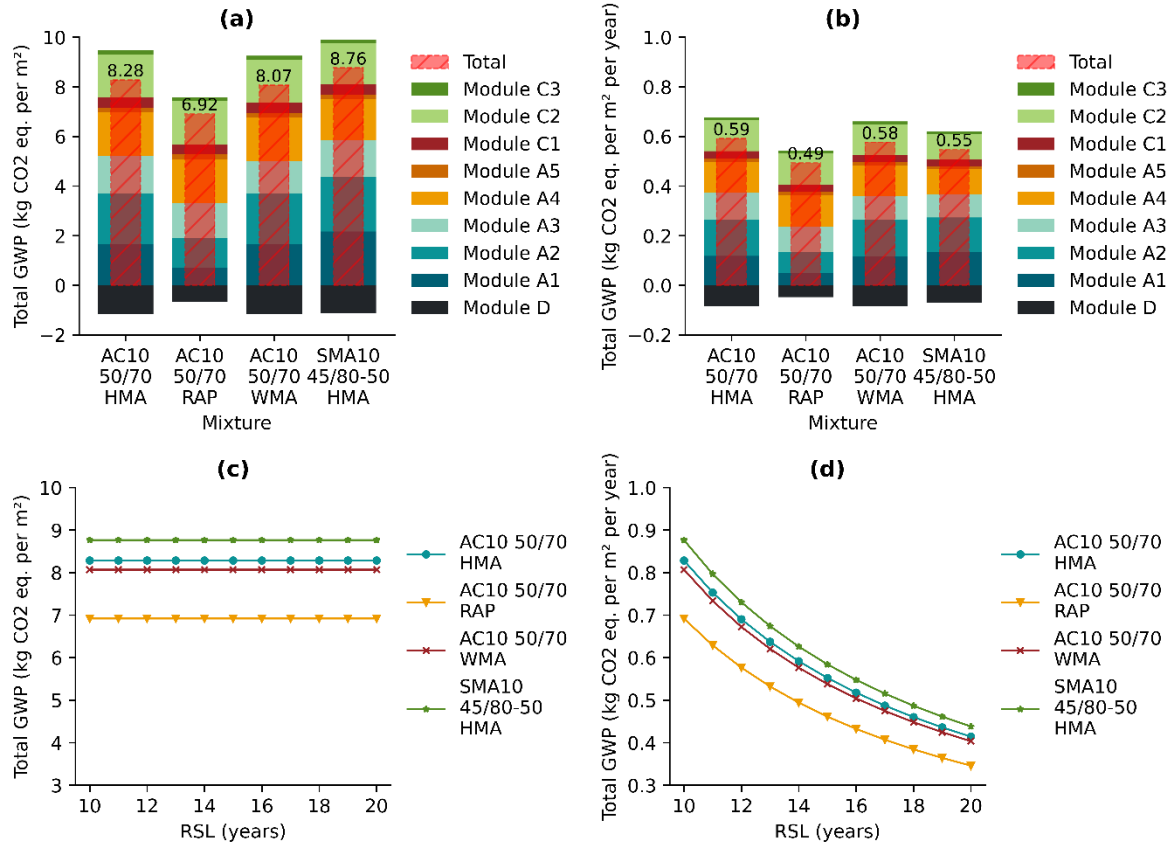 (a)
Total GWP (kg CO2 eq. per m²)
10
8
6
4
2
0
−2
8.28
6.92
8.07
8.76
AC10
50/70
HMA
AC10
50/70
RAP
AC10
50/70
WMA
SMA10
45/80-50
HMA
Mixture
Total
Module C3
Module C2
Module C1
Module A5
Module A4
Module A3
Module A2
Module A1
Module D
(b)
Total GWP (kg CO2 eq. per m² per year)
1.0
0.8
0.6
0.4
0.2
0.0
−0.2
0.59
0.49
0.58
0.55
AC10
50/70
HMA
AC10
50/70
RAP
AC10
50/70
WMA
SMA10
45/80-50
HMA
Mixture
Total
Module C3
Module C2
Module C1
Module A5
Module A4
Module A3
Module A2
Module A1
Module D
(c)
Total GWP (kg CO2 eq. per m²)
10
9
8
7
6
5
4
3
10 12 14 16 18 20
RSL (years)
AC10 50/70
HMA
AC10 50/70
RAP
AC10 50/70
WMA
SMA10
45/80-50
HMA
(d)
Total GWP (kg CO2 eq. per m² per year)
1.0
0.9
0.8
0.7
0.6
0.5
0.4
0.3
10 12 14 16 18 20
RSL (years)
AC10 50/70
HMA
AC10 50/70
RAP
AC10 50/70
WMA
SMA10
45/80-50
HMA